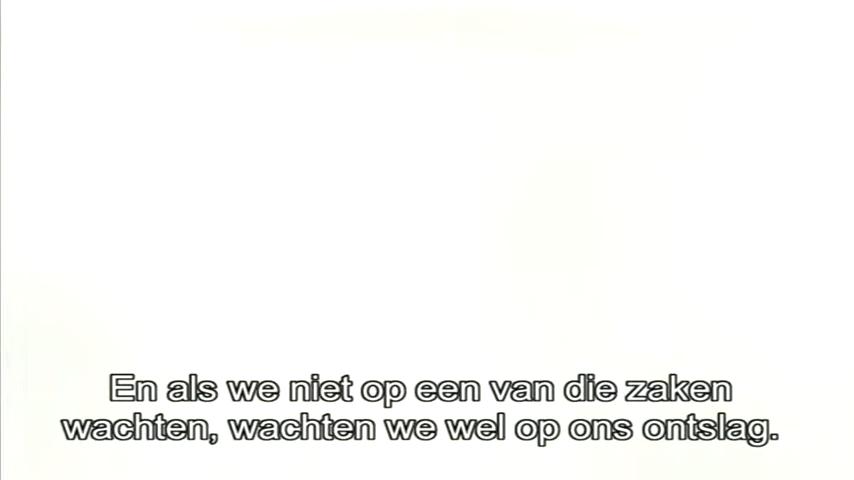 En als we niet op een van die zaken
wachten, wachten we wel op ons ontslag.